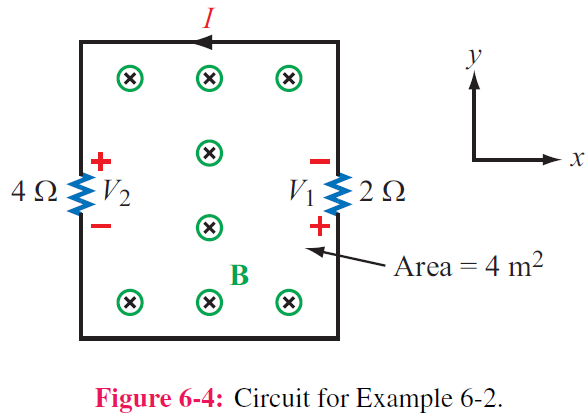 I
y
x
4 Ω
V2
V1
2 Ω
B
Area = 4 m²
Figure 6-4: Circuit for Example 6-2.